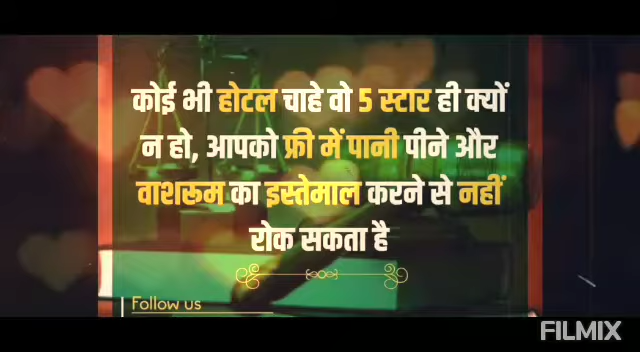 कोई भी होटल चाहे वो 5 स्टार ही क्यों
न हो, आपको फ्री में पानी पीने और
वाशरूम का इस्तेमाल करने से नहीं
रोक सकता है
Follow us
FILMIX